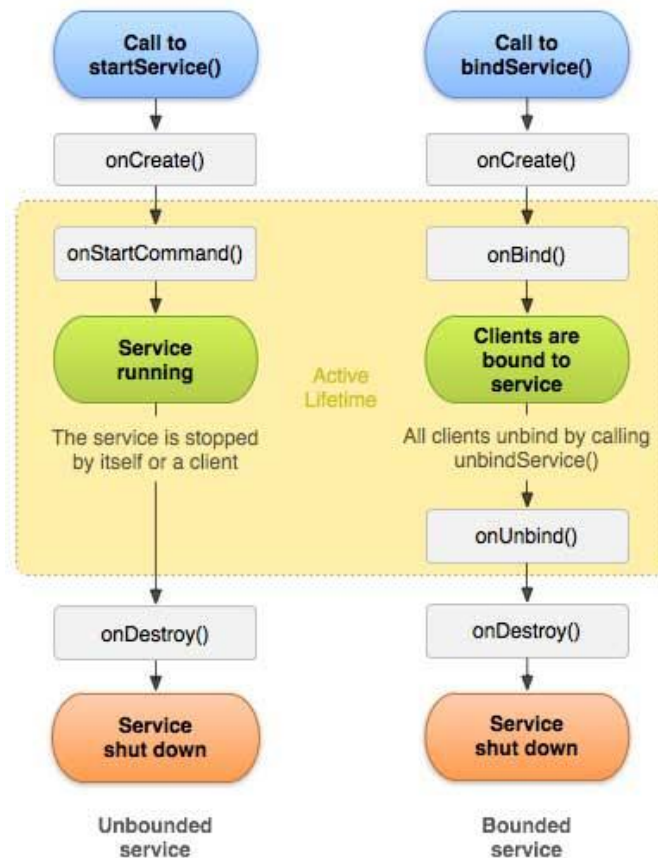 Call to
startService()
onCreate()
onStartCommand()
Service
running
The service is stopped
by itself or a client
onDestroy()
Service
shut down
Unbounded
service
Active
Lifetime
Call to
bindService()
onCreate()
onBind()
Clients are
bound to
service
All clients unbind by calling
unbindService()
onUnbind()
onDestroy()
Service
shut down
Bounded
service